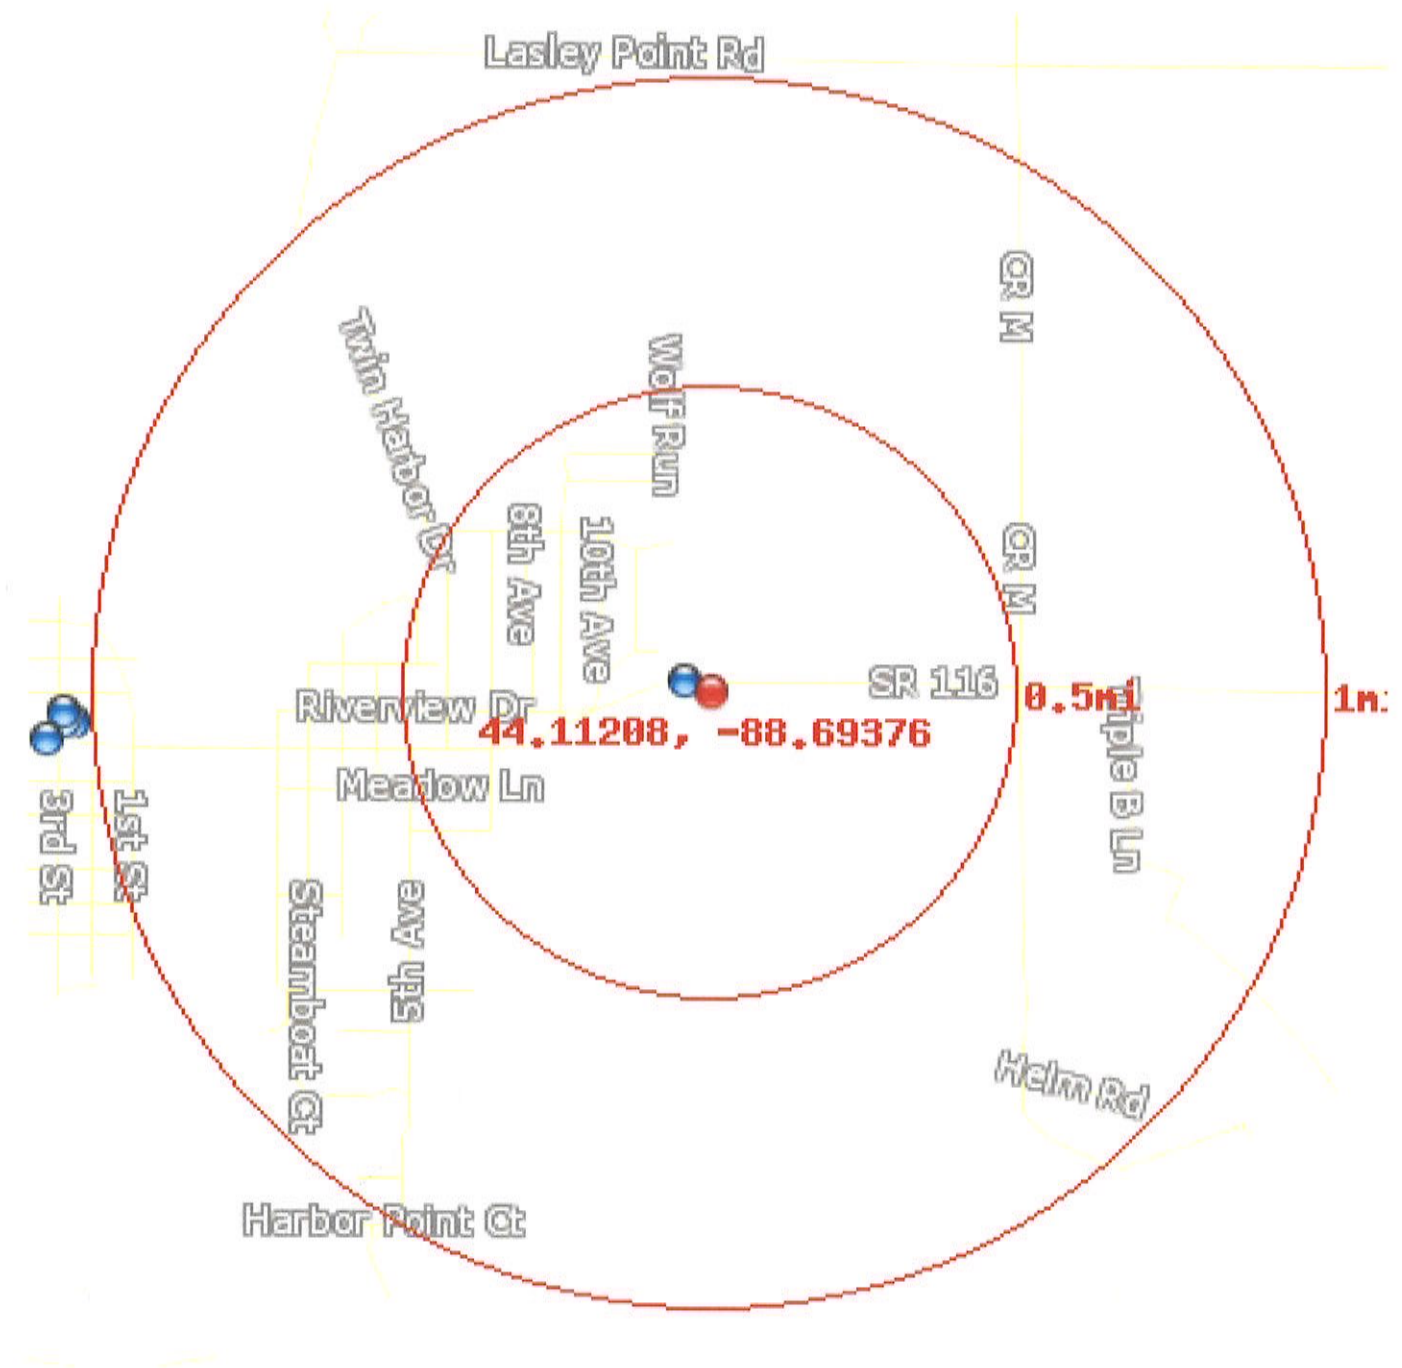 Lasley Point Rd
CR M
Twin Harbor Dr
Wolf Run
8th Ave
10th Ave
CR M
SR 116
Riverview Dr
0.5mi
1mi
44.11208, -88.69376
Triple B Ln
Meadow Ln
3rd St
1st St
Steamboat Ct
5th Ave
Helm Rd
Harbor Point Ct